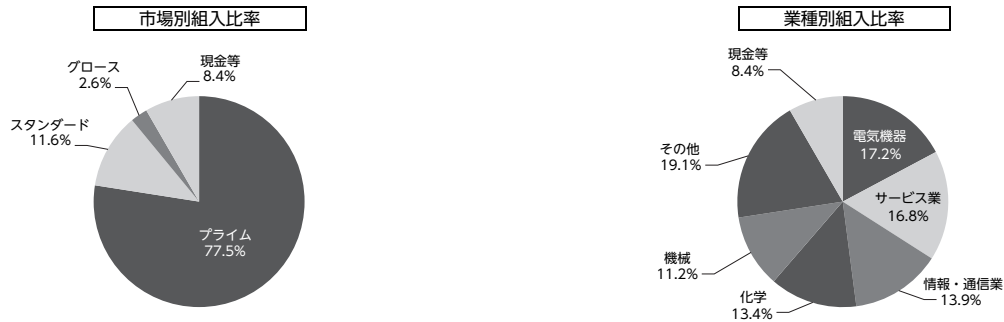 市場別組入比率
現金等
8.4%
グロース
2.6%
スタンダード
11.6%
プライム
77.5%
業種別組入比率
現金等
8.4%
電気機器
17.2%
その他
19.1%
サービス業
16.8%
機械
11.2%
情報・通信業
13.9%
化学
13.4%